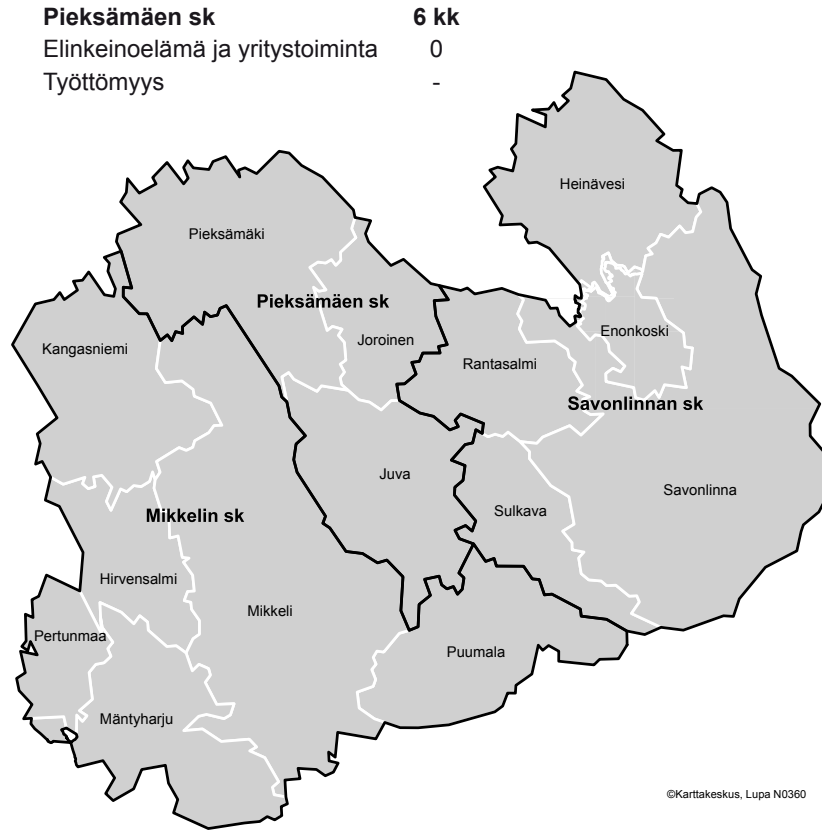 Pieksämäen sk 6 kk
Elinkeinoelämä ja yritystoiminta 0
Työttömyys -
Heinävesi
Pieksämäki
Pieksämäen sk
Enonkoski
Joroinen
Kangasniemi
Rantasalmi
Savonlinnan sk
Juva
Savonlinna
Sulkava
Mikkelin sk
Hirvensalmi
Mikkeli
Pertunmaa
Puumala
Mäntyharju
©Karttakeskus, Lupa N0360